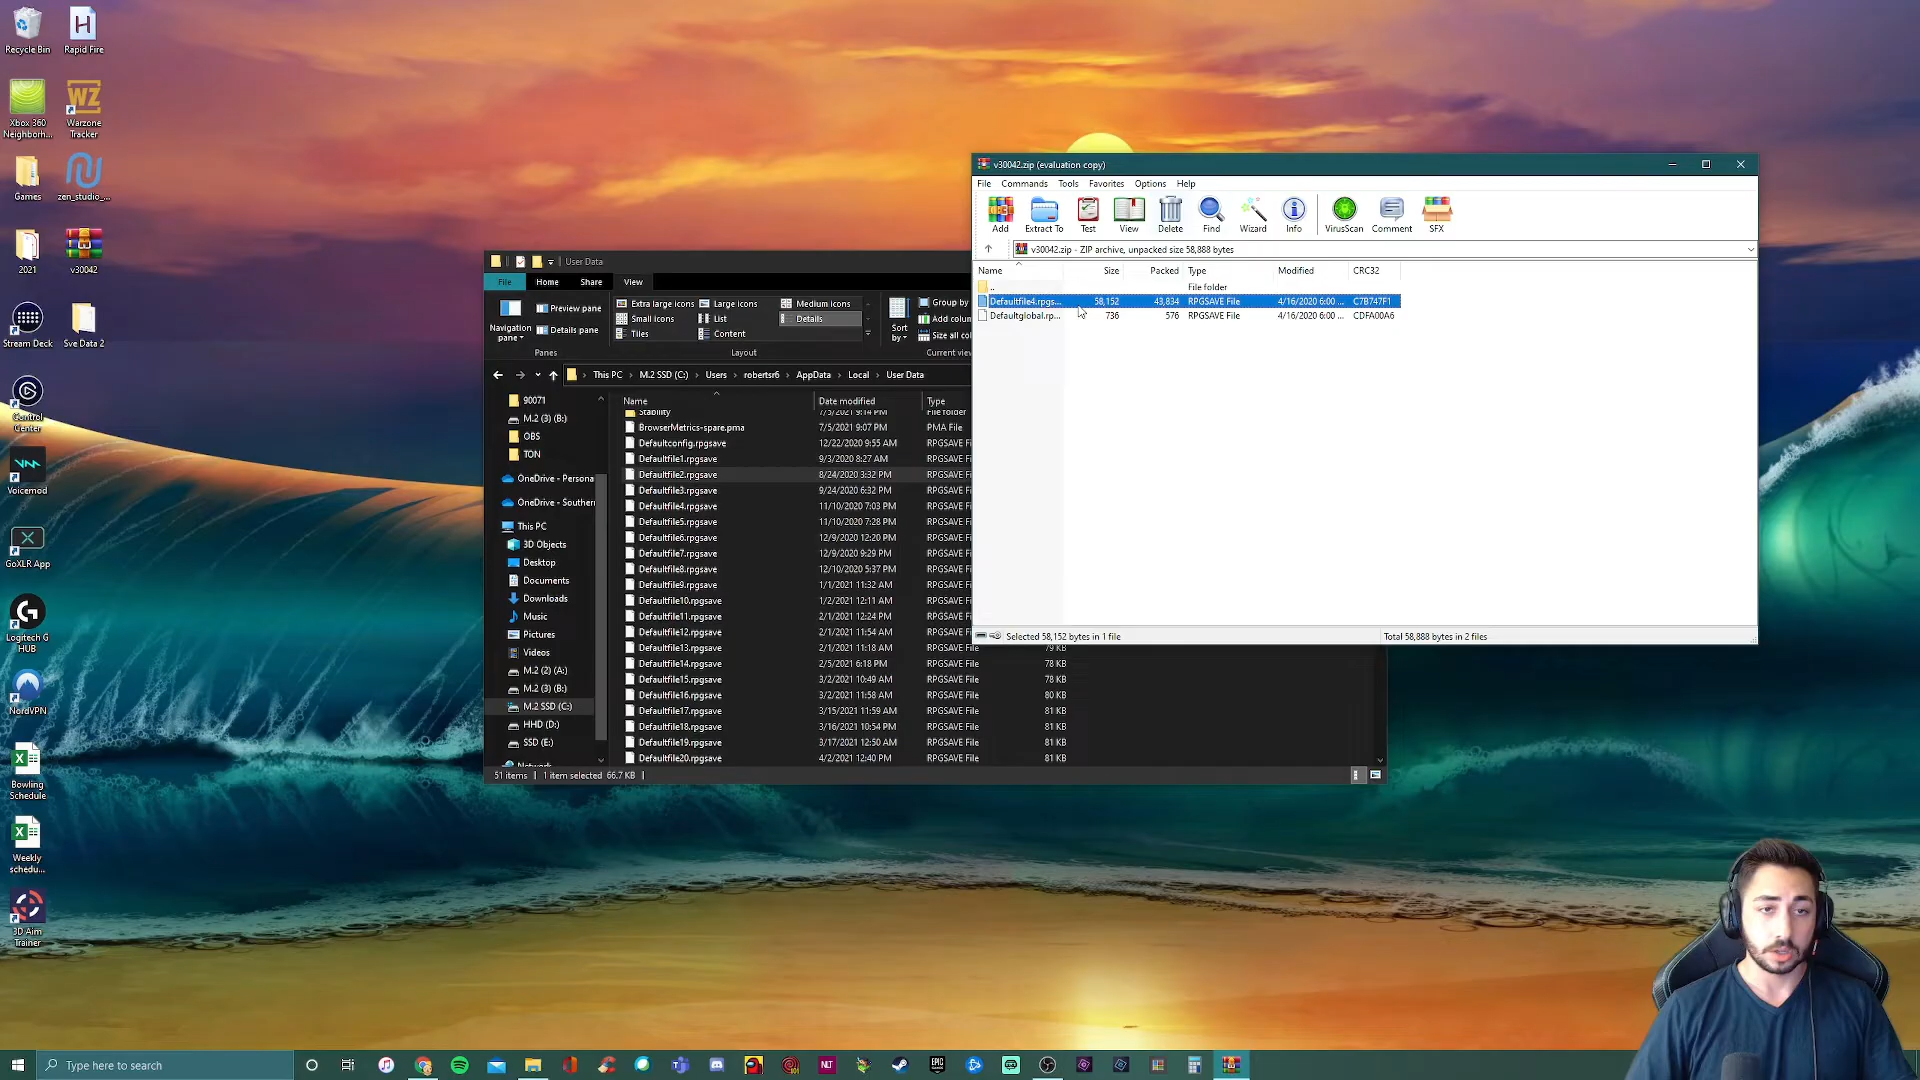 Recycle Bin
Rapid Fire
Xbox 360
Neighborh...
Warzone
Tracker
Games
zen_studio_...
2021
v30042
Stream Deck
Sve Data 2
Control
Center
Voicemod
GoXLR App
Logitech G
HUB
NordVPN
Bowling
Schedule
Weekly
schedu...
3D Aim
Trainer
User Data
File Home Share View
Navigation
pane
Preview pane
Details pane
Panes
Extra large icons Large icons Medium icons
Small icons List Details
Tiles Content
Layout
Sort
by
Group by
Add colum
Size all col
Current view
This PC > M.2 SSD (C:) > Users > robertsr6 > AppData > Local > User Data
90071
M.2 (3) (B:)
OBS
TON
OneDrive - Persona
OneDrive - Southern
This PC
3D Objects
Desktop
Documents
Downloads
Music
Pictures
Videos
M.2 (2) (A:)
M.2 (3) (B:)
M.2 SSD (C:)
HHD (D:)
SSD (E:)
Network
Name Date modified Type
Stability 7/5/2021 9:14 PM File folder
BrowserMetrics-spare.pma 7/5/2021 9:07 PM PMA File
Defaultconfig.rpgsave 12/22/2020 9:55 AM RPGSAVE Fi
Defaultfile1.rpgsave 9/3/2020 8:27 AM RPGSAVE Fi
Defaultfile2.rpgsave 8/24/2020 3:32 PM RPGSAVE Fi
Defaultfile3.rpgsave 9/24/2020 6:32 PM RPGSAVE Fi
Defaultfile4.rpgsave 11/10/2020 7:03 PM RPGSAVE Fi
Defaultfile5.rpgsave 11/10/2020 7:28 PM RPGSAVE Fi
Defaultfile6.rpgsave 12/9/2020 12:20 PM RPGSAVE Fi
Defaultfile7.rpgsave 12/9/2020 9:29 PM RPGSAVE Fi
Defaultfile8.rpgsave 12/10/2020 5:37 PM RPGSAVE Fi
Defaultfile9.rpgsave 1/1/2021 11:32 AM RPGSAVE Fi
Defaultfile10.rpgsave 1/2/2021 12:11 AM RPGSAVE Fi
Defaultfile11.rpgsave 2/1/2021 12:24 PM RPGSAVE Fi
Defaultfile12.rpgsave 2/1/2021 11:54 AM RPGSAVE Fi
Defaultfile13.rpgsave 2/1/2021 11:18 AM RPGSAVE File 79 KB
Defaultfile14.rpgsave 2/5/2021 6:18 PM RPGSAVE File 78 KB
Defaultfile15.rpgsave 3/2/2021 10:49 AM RPGSAVE File 78 KB
Defaultfile16.rpgsave 3/2/2021 11:58 AM RPGSAVE File 80 KB
Defaultfile17.rpgsave 3/15/2021 11:59 AM RPGSAVE File 81 KB
Defaultfile18.rpgsave 3/16/2021 10:54 PM RPGSAVE File 81 KB
Defaultfile19.rpgsave 3/17/2021 12:50 AM RPGSAVE File 81 KB
Defaultfile20.rpgsave 4/2/2021 12:40 PM RPGSAVE File 81 KB
51 items 1 item selected 66.7 KB
v30042.zip (evaluation copy)
File Commands Tools Favorites Options Help
Add Extract To Test View Delete Find Wizard Info VirusScan Comment SFX
v30042.zip - ZIP archive, unpacked size 58,888 bytes
Name Size Packed Type Modified CRC32
.. File folder
Defaultfile4.rpgs... 58,152 43,834 RPGSAVE File 4/16/2020 6:00 ... C7B747F1
Defaultglobal.rp... 736 576 RPGSAVE File 4/16/2020 6:00 ... CDFA00A6
Selected 58,152 bytes in 1 file
Total 58,888 bytes in 2 files
Type here to search